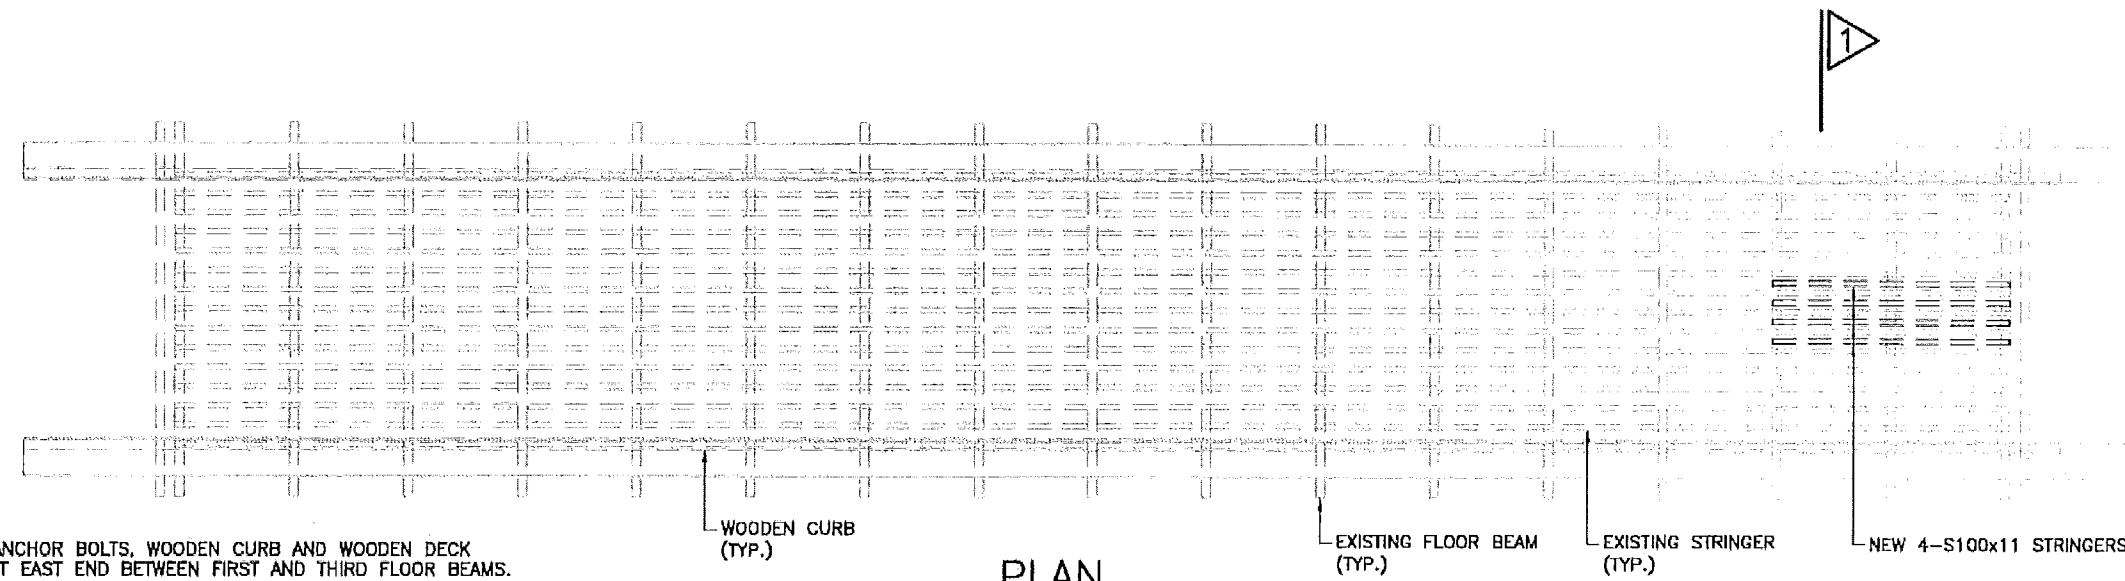 1
WOODEN CURB
(TYP.)
EXISTING FLOOR BEAM
(TYP.)
EXISTING STRINGER
(TYP.)
NEW 4-S100x11 STRINGERS
ANCHOR BOLTS, WOODEN CURB AND WOODEN DECK
EAST END BETWEEN FIRST AND THIRD FLOOR BEAMS.
PLAN